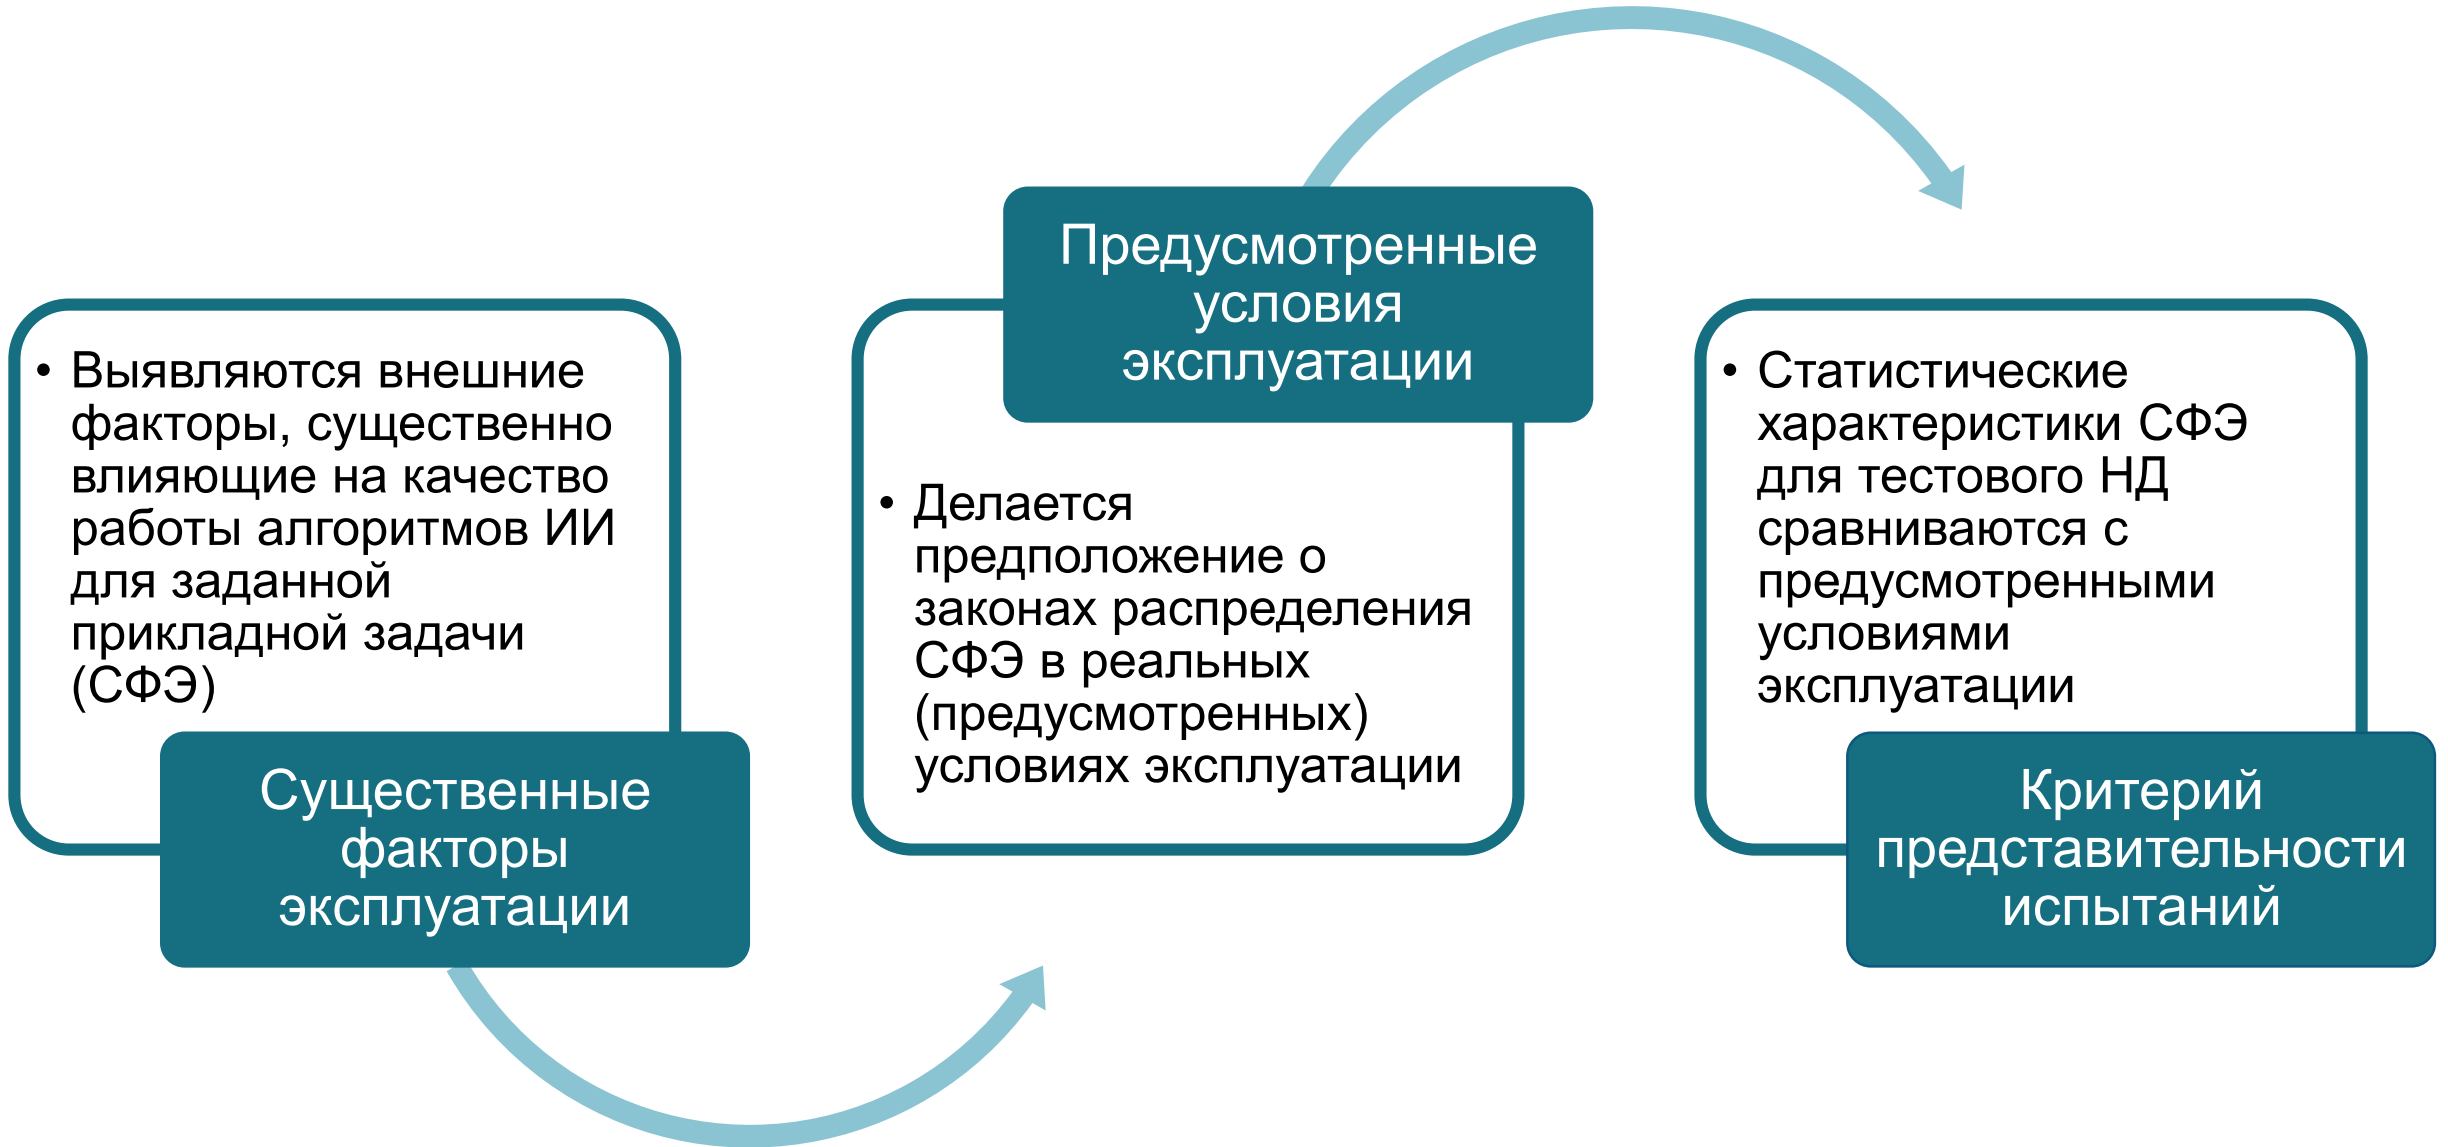 • Выявляются внешние
факторы, существенно
влияющие на качество
работы алгоритмов ИИ
для заданной
прикладной задачи
(СФЭ)
Существенные
факторы
эксплуатации
Предусмотренные
условия
эксплуатации
• Делается
предположение о
законах распределения
СФЭ в реальных
(предусмотренных)
условиях эксплуатации
• Статистические
характеристики СФЭ
для тестового НД
сравниваются с
предусмотренными
условиями
эксплуатации
Критерий
представительности
испытаний